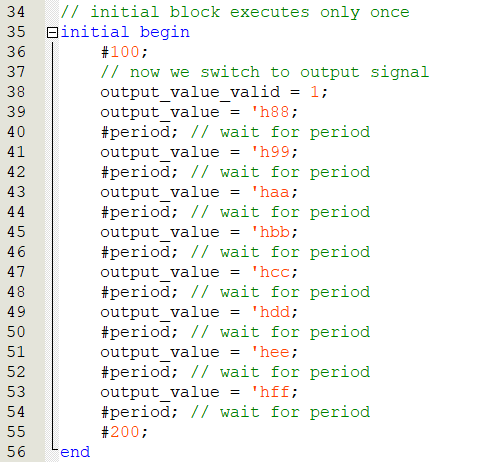 34 // initial block executes only once
35 initial begin
36 #100;
37 // now we switch to output signal
38 output_value_valid = 1;
39 output_value = 'h88;
40 #period; // wait for period
41 output_value = 'h99;
42 #period; // wait for period
43 output_value = 'haa;
44 #period; // wait for period
45 output_value = 'hbb;
46 #period; // wait for period
47 output_value = 'hcc;
48 #period; // wait for period
49 output_value = 'hdd;
50 #period; // wait for period
51 output_value = 'hee;
52 #period; // wait for period
53 output_value = 'hff;
54 #period; // wait for period
55 #200;
56 end